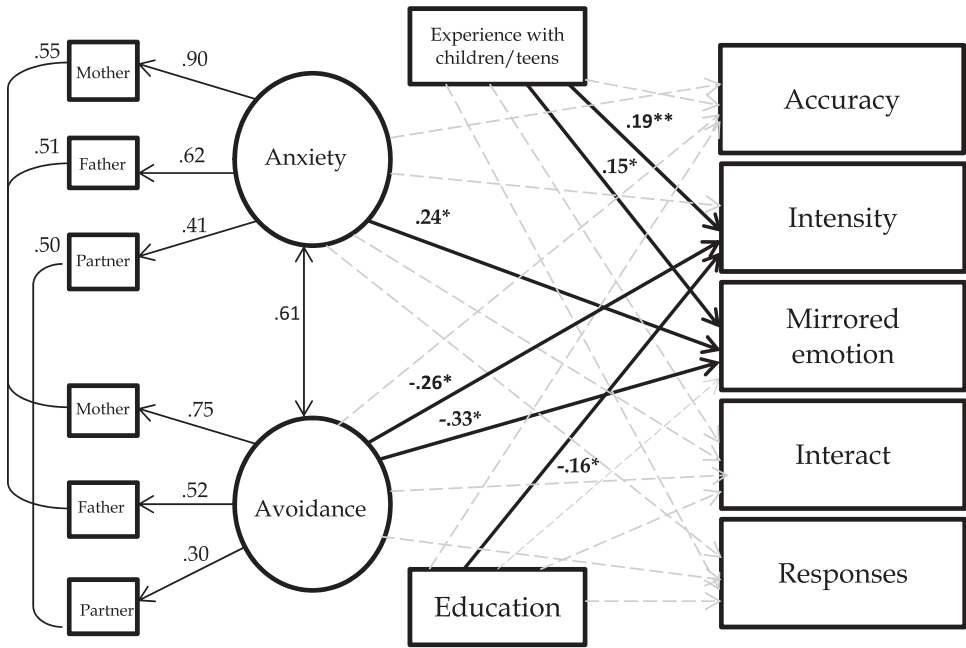 Experience with
children/teens
.55
Mother
.90
Accuracy
Anxiety
.19**
.51
Father
.62
.15*
Intensity
.24*
.41
.50
Partner
.61
Mirrored
emotion
-.26*
Mother
.75
-.33*
Interact
-.16*
.52
Father
Avoidance
.30
Responses
Partner
Education